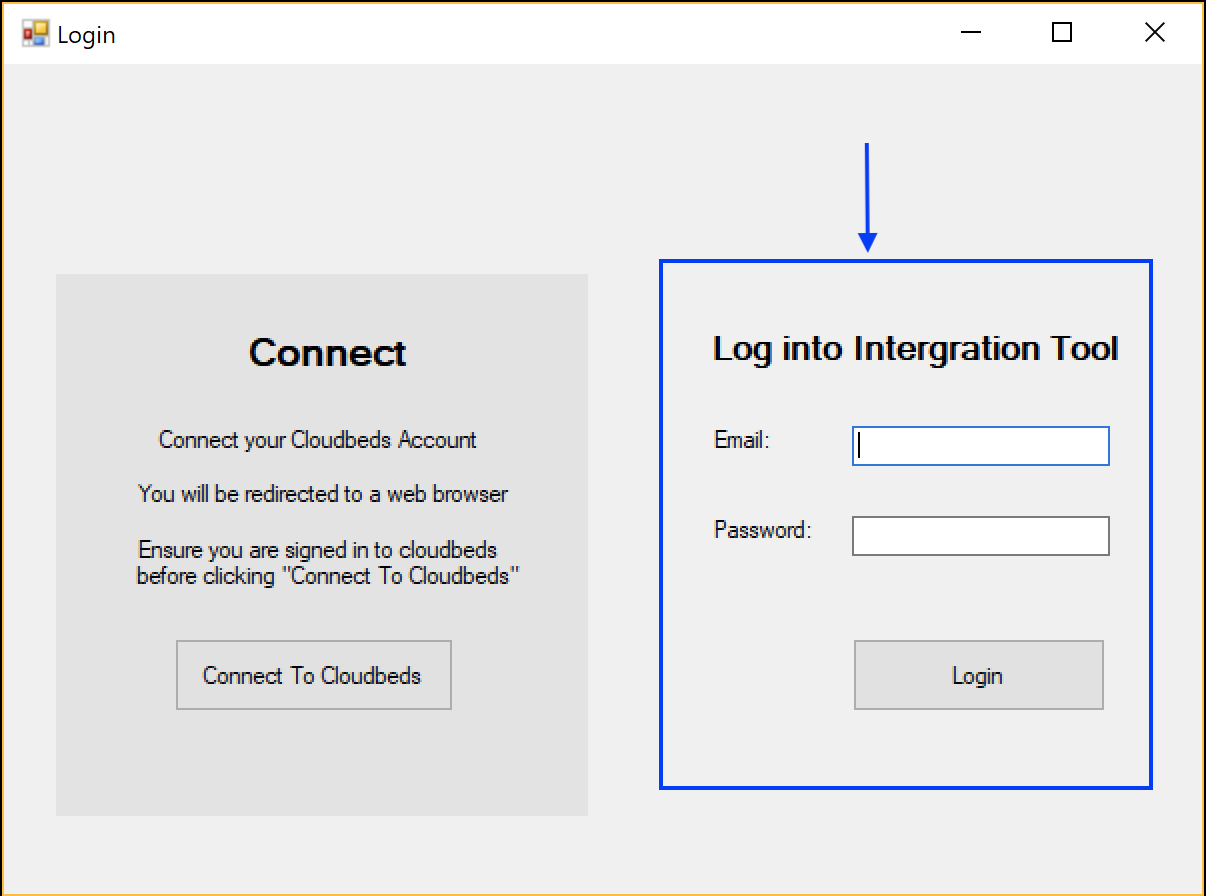 Login
Connect
Connect your Cloudbeds Account
You will be redirected to a web browser
Ensure you are signed in to cloudbeds
before clicking "Connect To Cloudbeds"
Connect To Cloudbeds
Log into Intergration Tool
Email:
Password:
Login